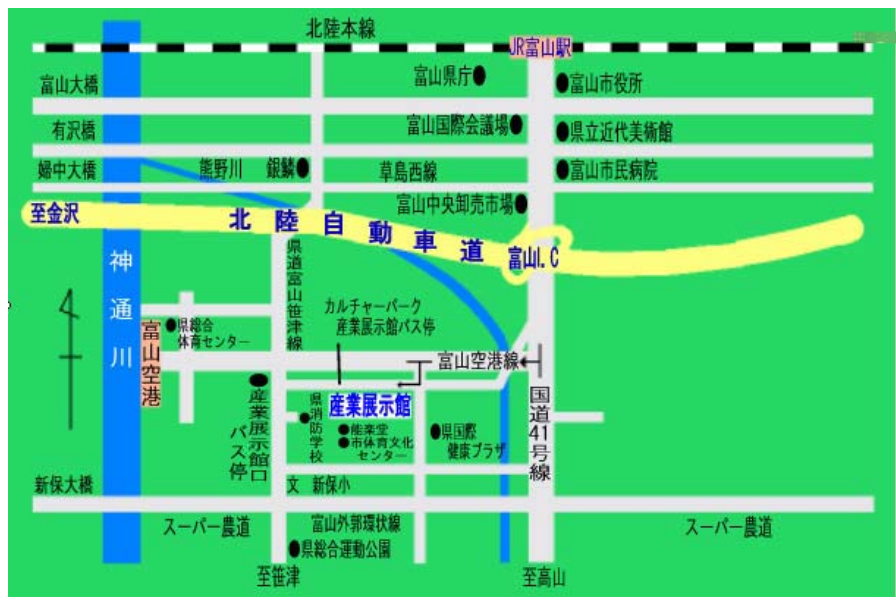 北陸本線
JR富山駅
富山大橋
富山県庁
富山市役所
有沢橋
富山国際会議場
県立近代美術館
婦中大橋
熊野川
銀鱗
草島西線
富山市民病院
富山中央卸売市場
至金沢
北陸自動車道
富山I.C
神通川
県道富山笹津線
カルチャーパーク
産業展示館バス停
県総合
体育センター
富山空港
富山空港線
産業展示館口
バス停
県消防学校
産業展示館
能楽堂
市体育文化
センター
県国際
健康プラザ
国道41号線
新保大橋
文 新保小
スーパー農道
富山外郭環状線
スーパー農道
県総合運動公園
至笹津
至高山